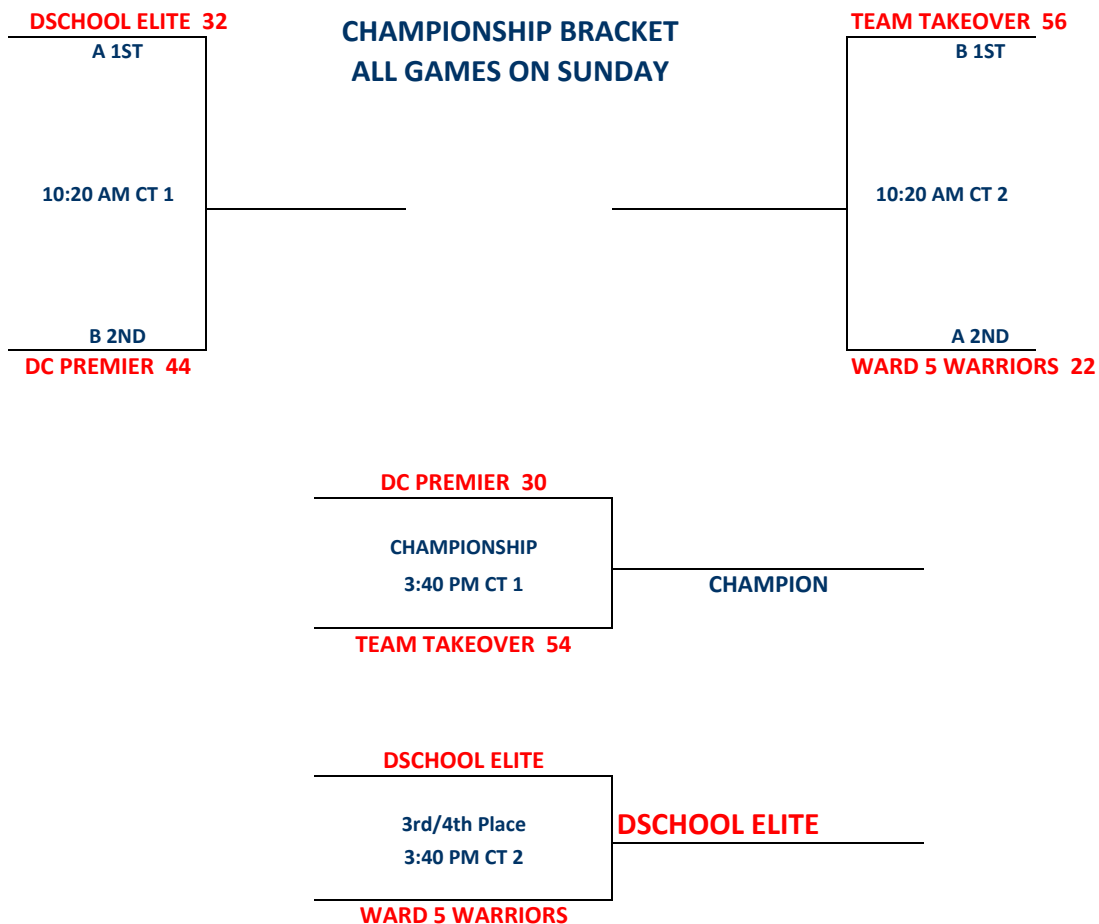 DSCHOOL ELITE 32
A 1ST
10:20 AM CT 1
B 2ND
DC PREMIER 44
CHAMPIONSHIP BRACKET
ALL GAMES ON SUNDAY
TEAM TAKEOVER 56
B 1ST
10:20 AM CT 2
A 2ND
WARD 5 WARRIORS 22
DC PREMIER 30
CHAMPIONSHIP
3:40 PM CT 1
CHAMPION
TEAM TAKEOVER 54
DSCHOOL ELITE
3rd/4th Place
3:40 PM CT 2
DSCHOOL ELITE
WARD 5 WARRIORS